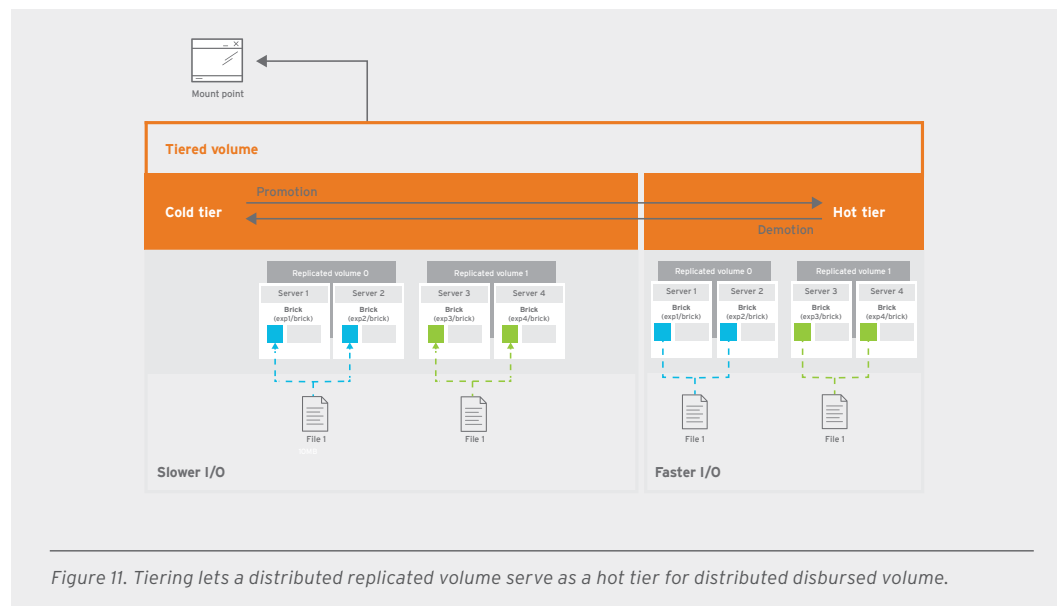 Mount point
Tiered volume
Cold tier
Promotion
Demotion
Hot tier
Replicated volume 0
Replicated volume 1
Replicated volume 0
Replicated volume 1
Server 1
Server 2
Server 3
Server 4
Server 1
Server 2
Server 3
Server 4
Brick
(exp1/brick)
Brick
(exp2/brick)
Brick
(exp3/brick)
Brick
(exp4/brick)
Brick
(exp1/brick)
Brick
(exp2/brick)
Brick
(exp3/brick)
Brick
(exp4/brick)
File 1
File 1
File 1
File 1
Slower I/O
Faster I/O
Figure 11. Tiering lets a distributed replicated volume serve as a hot tier for distributed disbursed volume.